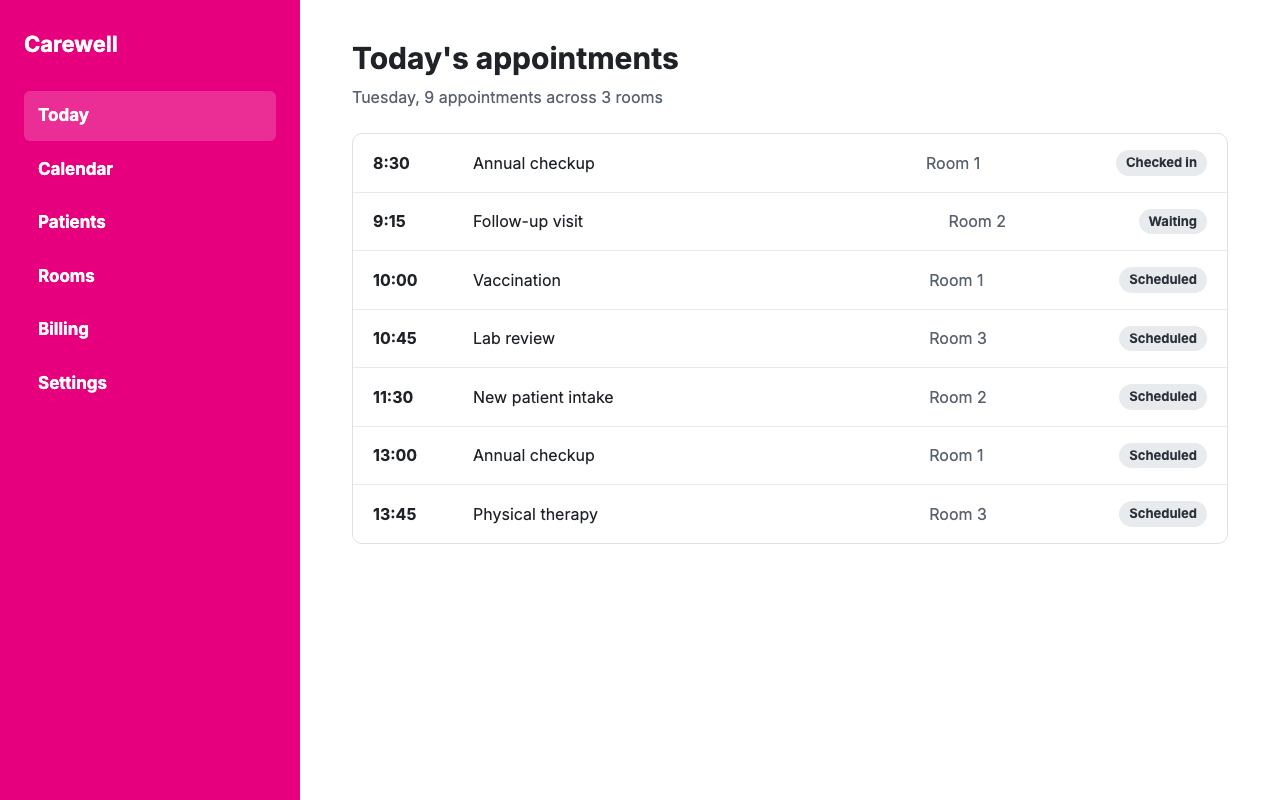 Carewell
Today
Calendar
Patients
Rooms
Billing
Settings
Today's appointments
Tuesday, 9 appointments across 3 rooms
8:30 Annual checkup Room 1 Checked in
9:15 Follow-up visit Room 2 Waiting
10:00 Vaccination Room 1 Scheduled
10:45 Lab review Room 3 Scheduled
11:30 New patient intake Room 2 Scheduled
13:00 Annual checkup Room 1 Scheduled
13:45 Physical therapy Room 3 Scheduled